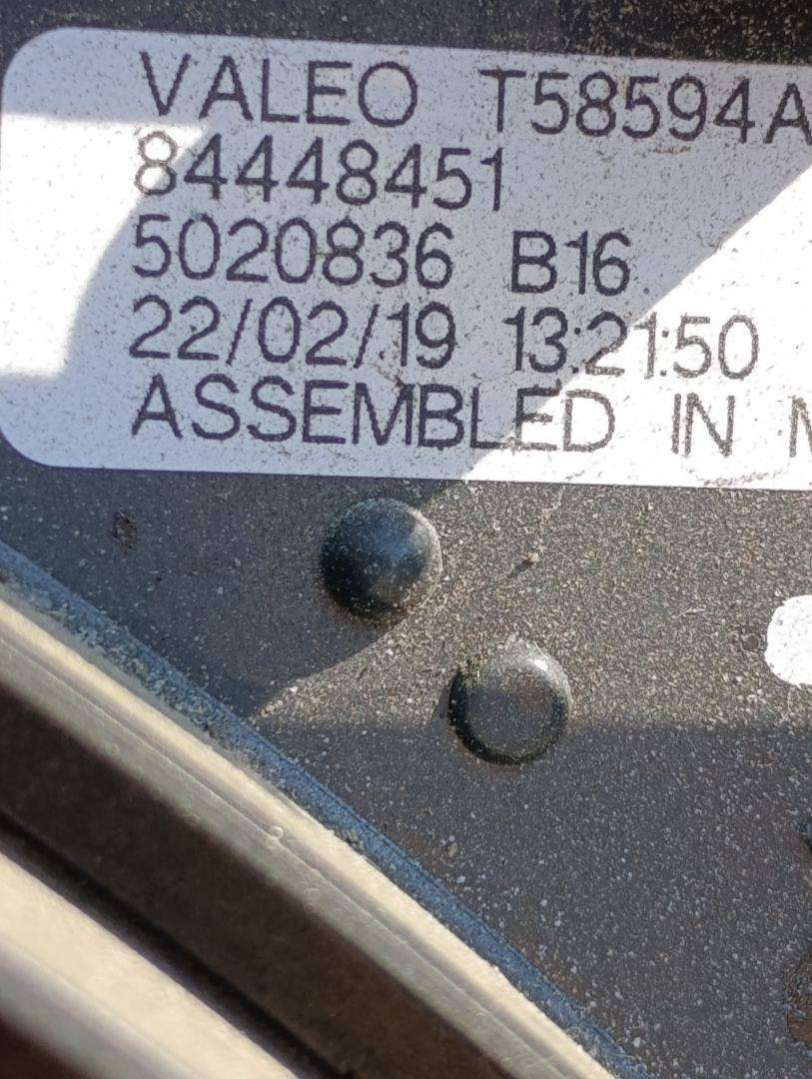 VALEO T58594A
84448451
5020836 B16
22/02/19 13:21:50
ASSEMBLED IN